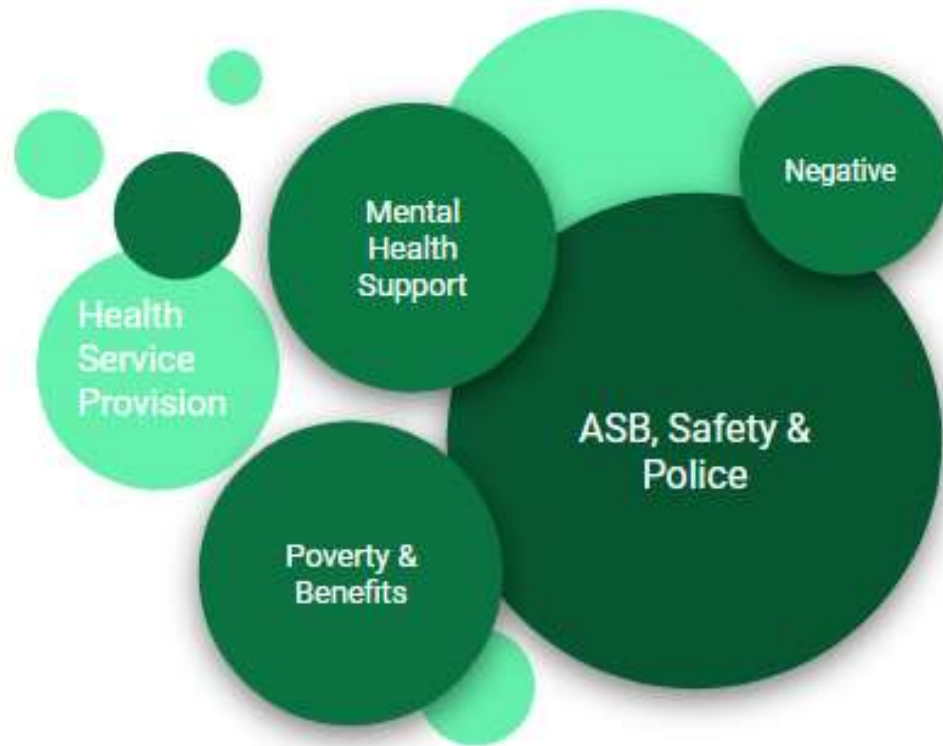 Negative
Mental
Health
Support
Health
Service
Provision
ASB, Safety &
Police
Poverty &
Benefits